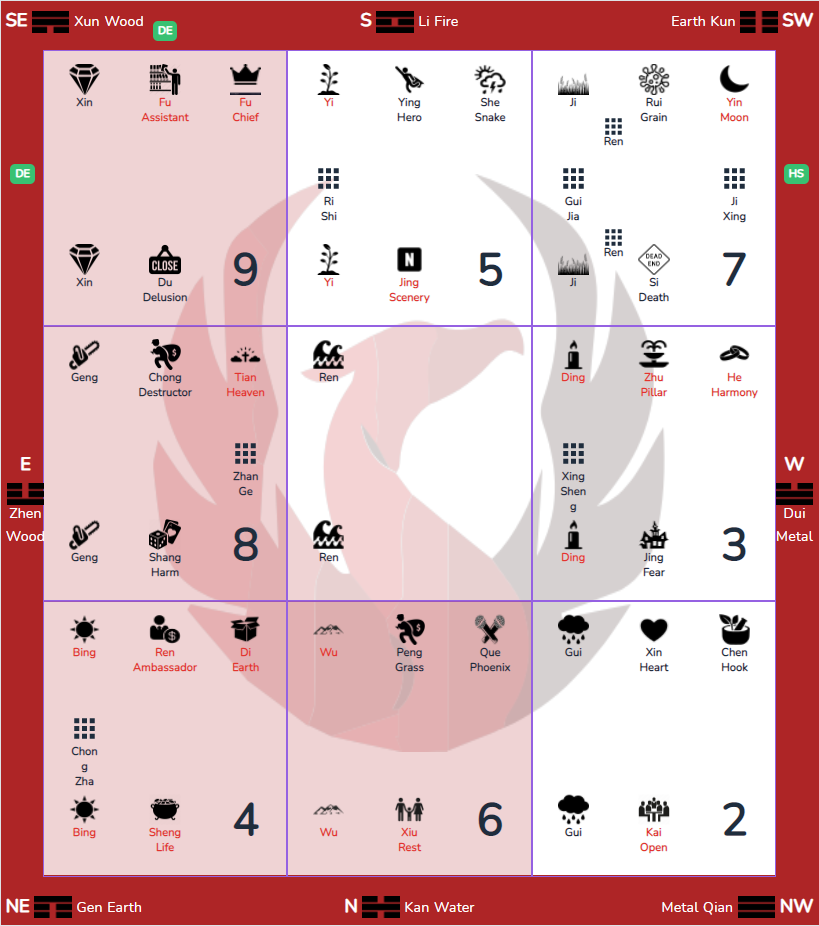 SE Xun Wood DE S Li Fire Earth Kun SW
Xin Fu Fu Yi Ying She Ji Rui Yin
Assistant Chief Hero Snake Grain Moon
Ren
DE HS
Ri Gui Ji
Shi Jia Xing
Ren
CLOSE 9 N 5 DEAD END 7
Xin Du Yi Jing Ji Si
Delusion Scenery Death
Geng Chong Tian Ren Ding Zhu He
Destructor Heaven Pillar Harmony
E W
Zhan Xing
Ge Shen
g
Zhen Dui
Wood Metal
8 3
Geng Shang Ren Ding Jing
Harm Fear
Bing Ren Di Wu Peng Que Gui Xin Chen
Ambassador Earth Grass Phoenix Heart Hook
Chon
g
Zha
4 6 2
Bing Sheng Wu Xiu Gui Kai
Life Rest Open
NE Gen Earth N Kan Water Metal Qian NW